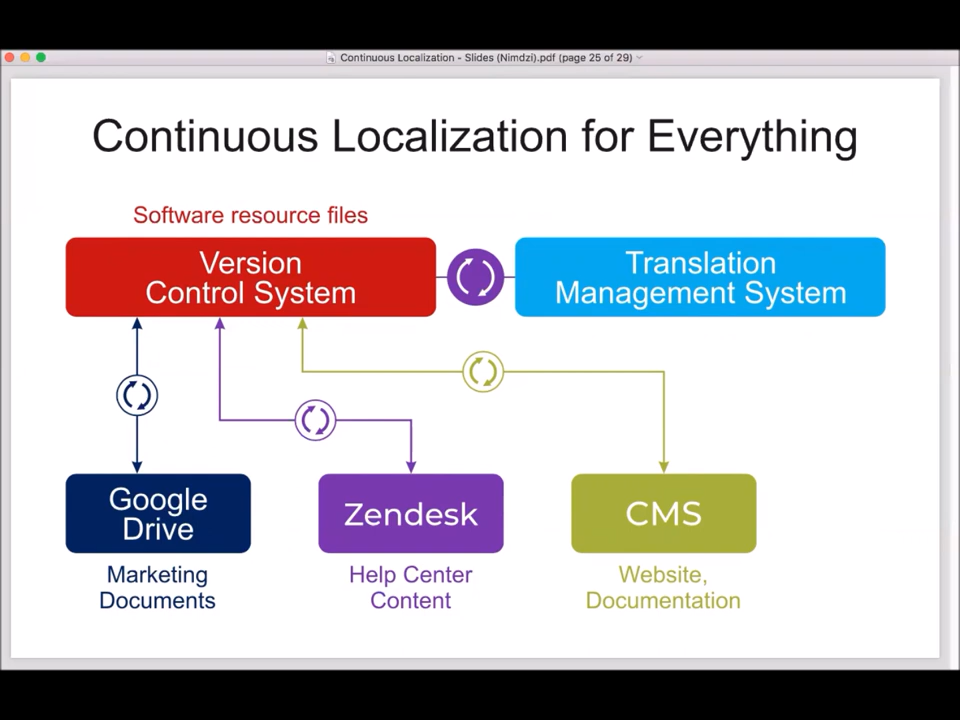 Continuous Localization - Slides (Nimdzi).pdf (page 25 of 29)
Continuous Localization for Everything
Software resource files
Version
Control System
Translation
Management System
Google
Drive
Zendesk
CMS
Marketing
Documents
Help Center
Content
Website,
Documentation